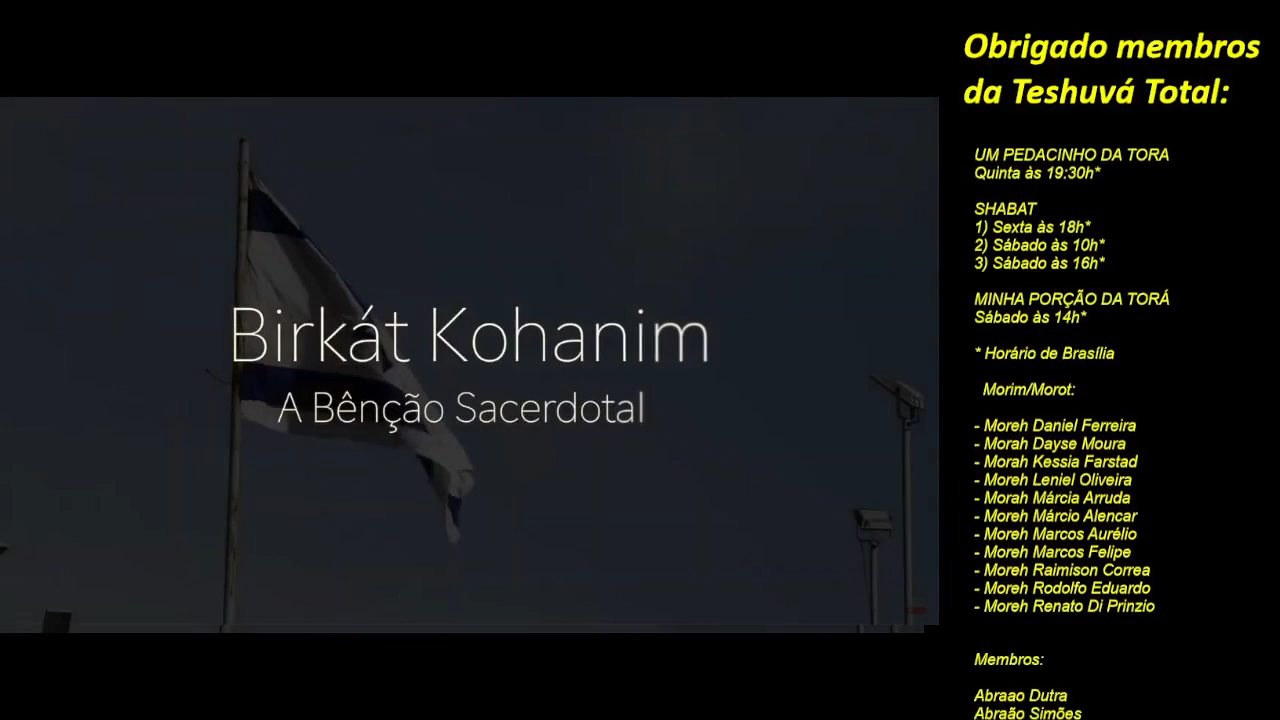 Birkát Kohanim
A Bênção Sacerdotal
Obrigado membros
da Teshuvá Total:
UM PEDACINHO DA TORA
Quinta às 19:30h*
SHABAT
1) Sexta às 18h*
2) Sábado às 10h*
3) Sábado às 16h*
MINHA PORÇÃO DA TORÁ
Sábado às 14h*
* Horário de Brasília
Morim/Morot:
- Moreh Daniel Ferreira
- Morah Dayse Moura
- Morah Kessia Farstad
- Moreh Leniel Oliveira
- Morah Márcia Arruda
- Moreh Márcio Alencar
- Moreh Marcos Aurélio
- Moreh Marcos Felipe
- Moreh Raimison Correa
- Moreh Rodolfo Eduardo
- Moreh Renato Di Prinzio
Membros:
Abraao Dutra
Abraão Simões